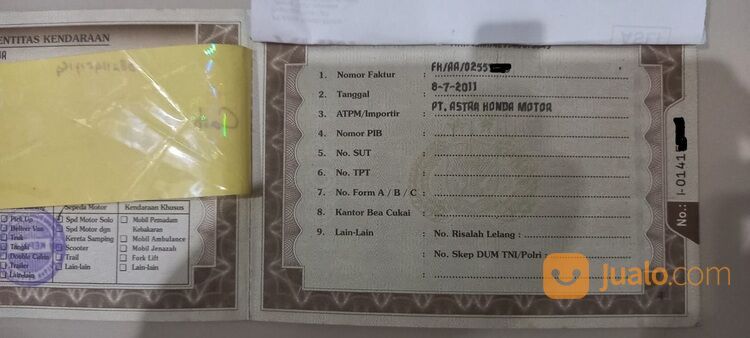 ENTITAS KENDARAAN
Sepeda Motor
Kendaraan Khusus
Pick Up
Deliver Van
Truk
Tangki
Double Cabin
Trailer
Lain-lain
Spd Motor Solo
Spd Motor dgn
Kereta Samping
Scooter
Trail
Lain-lain
Mobil Pemadam
Kebakaran
Mobil Ambulance
Mobil Jenazah
Fork Lift
Lain-lain
1. Nomor Faktur : FH/AA/0255
2. Tanggal : 8-7-2011
3. ATPM/Importir : PT. ASTRA HONDA MOTOR
4. Nomor PIB :
5. No. SUT :
6. No. TPT :
7. No. Form A / B / C :
8. Kantor Bea Cukai :
9. Lain-Lain : No. Risalah Lelang :
No. Skep DUM TNI/Polri :
No.: I-0141
4
Jualo.com